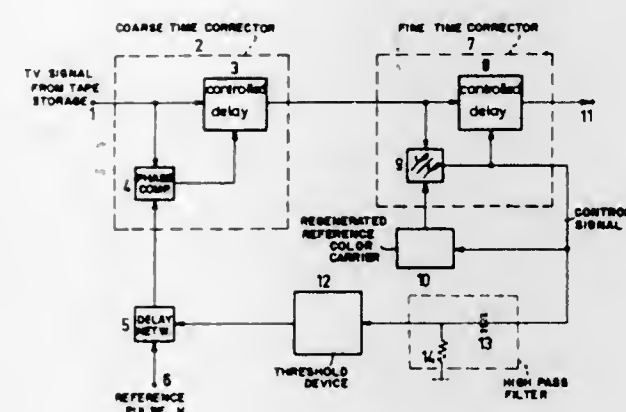 COARSE TIME CORRECTOR
2
FINE TIME CORRECTOR
7
TV SIGNAL
FROM TAPE
STORAGE
1
3
controlled
delay
8
controlled
delay
11
4
PHASE
COMP.
9
REGENERATED
REFERENCE
COLOR
CARRIER
10
CONTROL
SIGNAL
5
DELAY
NETW.
12
THRESHOLD
DEVICE
14
13
HIGH PASS
FILTER
6
REFERENCE
PULSE H